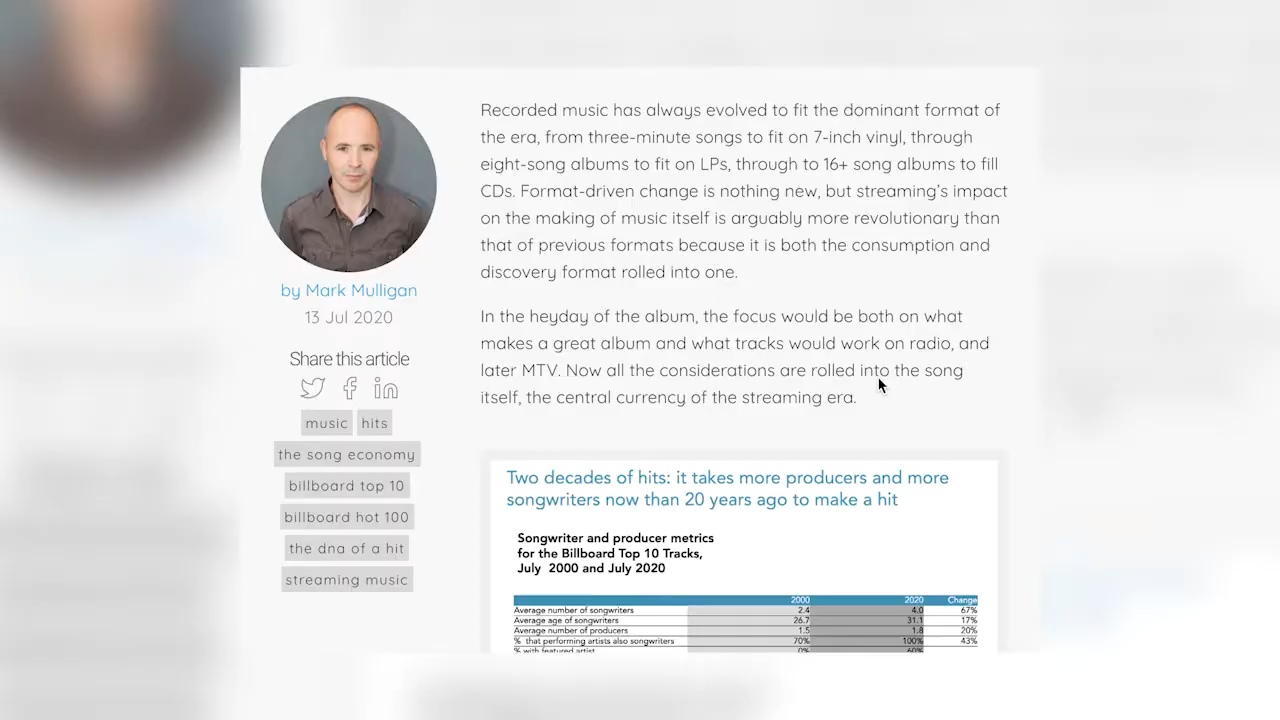 by Mark Mulligan
13 Jul 2020
Share this article
music hits
the song economy
billboard top 10
billboard hot 100
the dna of a hit
streaming music
Recorded music has always evolved to fit the dominant format of
the era, from three-minute songs to fit on 7-inch vinyl, through
eight-song albums to fit on LPs, through to 16+ song albums to fill
CDs. Format-driven change is nothing new, but streaming's impact
on the making of music itself is arguably more revolutionary than
that of previous formats because it is both the consumption and
discovery format rolled into one.
In the heyday of the album, the focus would be both on what
makes a great album and what tracks would work on radio, and
later MTV. Now all the considerations are rolled into the song
itself, the central currency of the streaming era.
Two decades of hits: it takes more producers and more
songwriters now than 20 years ago to make a hit
Songwriter and producer metrics
for the Billboard Top 10 Tracks,
July 2000 and July 2020
2000 2020 Change
Average number of songwriters 2.4 4.0 67%
Average age of songwriters 26.7 31.1 17%
Average number of producers 1.5 1.8 20%
% that performing artists also songwriters 70% 100% 43%
% with featured artist 0% 60%